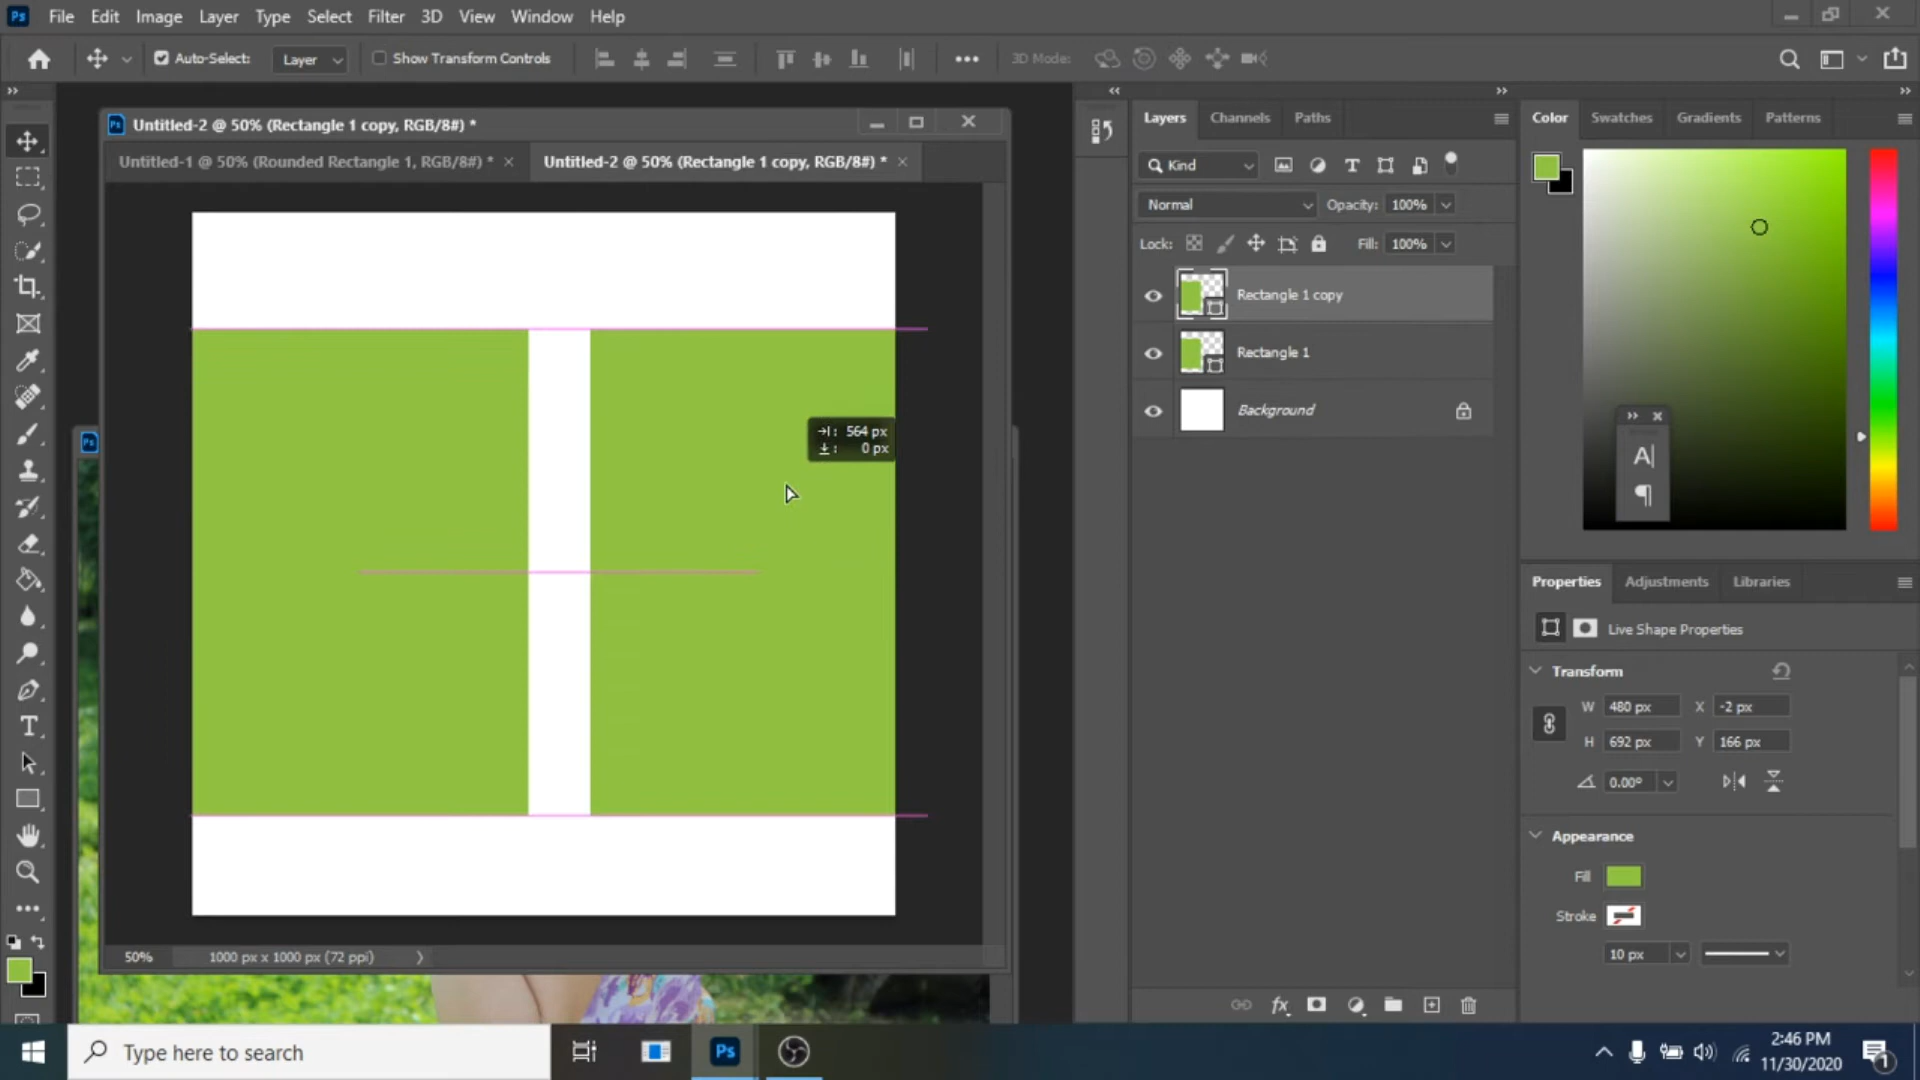 Ps File Edit Image Layer Type Select Filter 3D View Window Help
Auto-Select: Layer Show Transform Controls 3D Mode:
Untitled-2 @ 50% (Rectangle 1 copy, RGB/8#) *
Untitled-1 @ 50% (Rounded Rectangle 1, RGB/8#) * Untitled-2 @ 50% (Rectangle 1 copy, RGB/8#) *
564 px
0 px
50% 1000 px x 1000 px (72 ppi)
Layers Channels Paths
Kind
Normal Opacity: 100%
Lock: Fill: 100%
Rectangle 1 copy
Rectangle 1
Background
Color Swatches Gradients Patterns
Properties Adjustments Libraries
Live Shape Properties
Transform
W 480 px X -2 px
H 692 px Y 166 px
0.00°
Appearance
Fill
Stroke
10 px
Type here to search
Ps
2:46 PM
11/30/2020
1